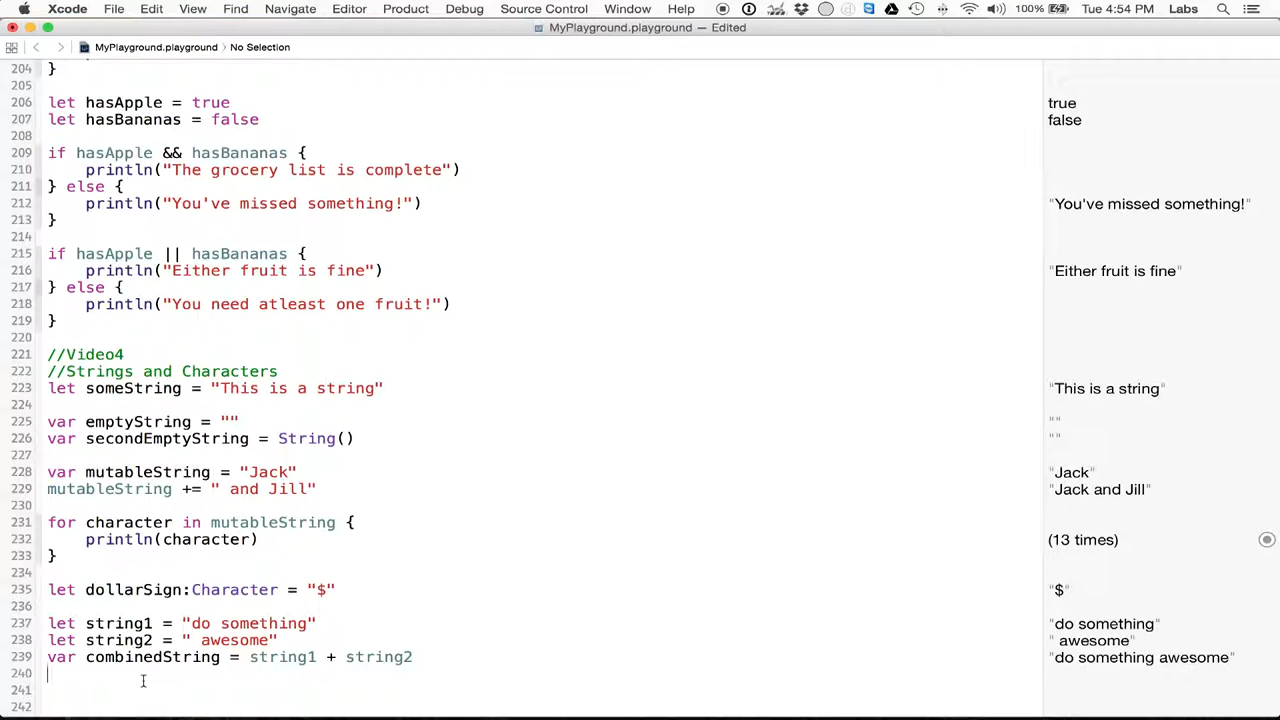 Xcode File Edit View Find Navigate Editor Product Debug Source Control Window Help 100% Tue 4:54 PM Labs
MyPlayground.playground — Edited
MyPlayground.playground › No Selection
204 }
205
206 let hasApple = true true
207 let hasBananas = false false
208
209 if hasApple && hasBananas {
210 println("The grocery list is complete")
211 } else {
212 println("You've missed something!") "You've missed something!"
213 }
214
215 if hasApple || hasBananas {
216 println("Either fruit is fine") "Either fruit is fine"
217 } else {
218 println("You need atleast one fruit!")
219 }
220
221 //Video4
222 //Strings and Characters
223 let someString = "This is a string" "This is a string"
224
225 var emptyString = "" ""
226 var secondEmptyString = String() ""
227
228 var mutableString = "Jack" "Jack"
229 mutableString += " and Jill" "Jack and Jill"
230
231 for character in mutableString {
232 println(character) (13 times)
233 }
234
235 let dollarSign:Character = "$" "$"
236
237 let string1 = "do something" "do something"
238 let string2 = " awesome" " awesome"
239 var combinedString = string1 + string2 "do something awesome"
240
241
242